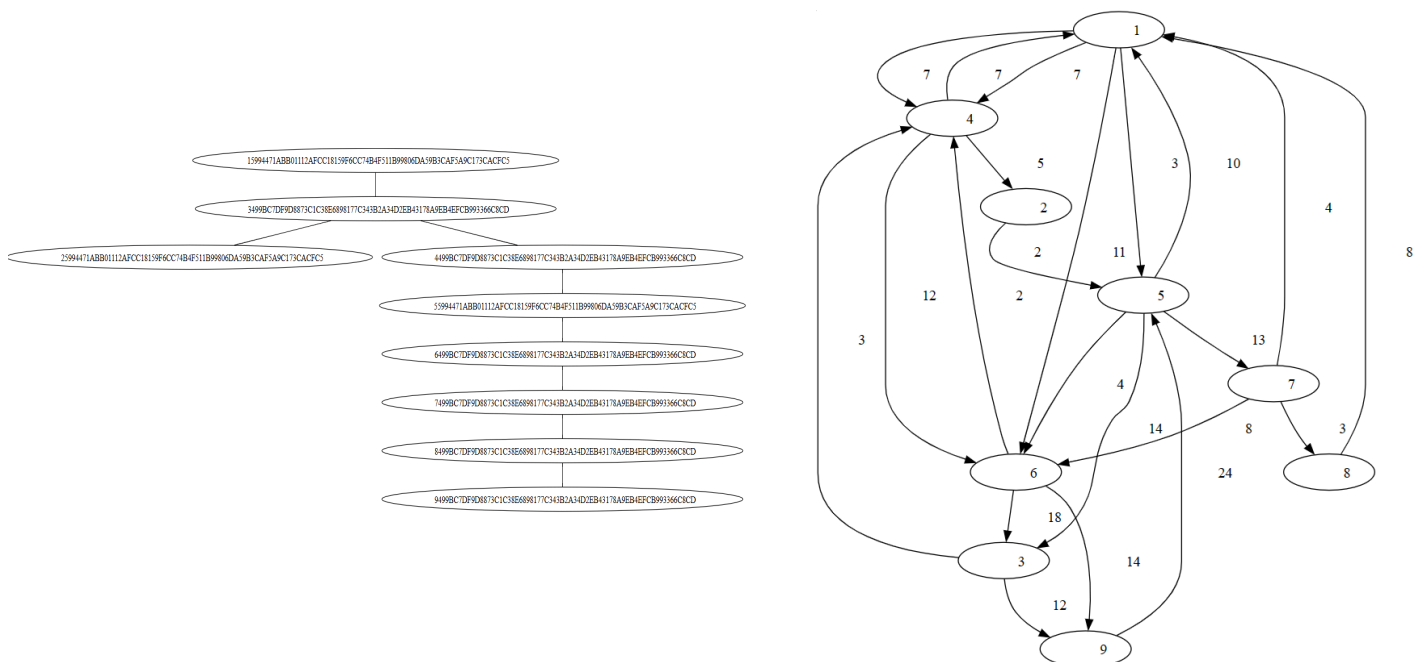 15994471ABB01112AFCC18159F6CC74B4F511B99806DA59B3CAF5A9C173CACFC5
3499BC7DF9D8873C1C38E6898177C343B2A34D2EB43178A9EB4EFCB993366C8CD
25994471ABB01112AFCC18159F6CC74B4F511B99806DA59B3CAF5A9C173CACFC5
4499BC7DF9D8873C1C38E6898177C343B2A34D2EB43178A9EB4EFCB993366C8CD
55994471ABB01112AFCC18159F6CC74B4F511B99806DA59B3CAF5A9C173CACFC5
6499BC7DF9D8873C1C38E6898177C343B2A34D2EB43178A9EB4EFCB993366C8CD
7499BC7DF9D8873C1C38E6898177C343B2A34D2EB43178A9EB4EFCB993366C8CD
8499BC7DF9D8873C1C38E6898177C343B2A34D2EB43178A9EB4EFCB993366C8CD
9499BC7DF9D8873C1C38E6898177C343B2A34D2EB43178A9EB4EFCB993366C8CD
1
7 7 7
4
5 3 10
2 4
2 11 8
12 2 5
3 13
4 7
14 8 3
6 24 8
18
3 14
12
9